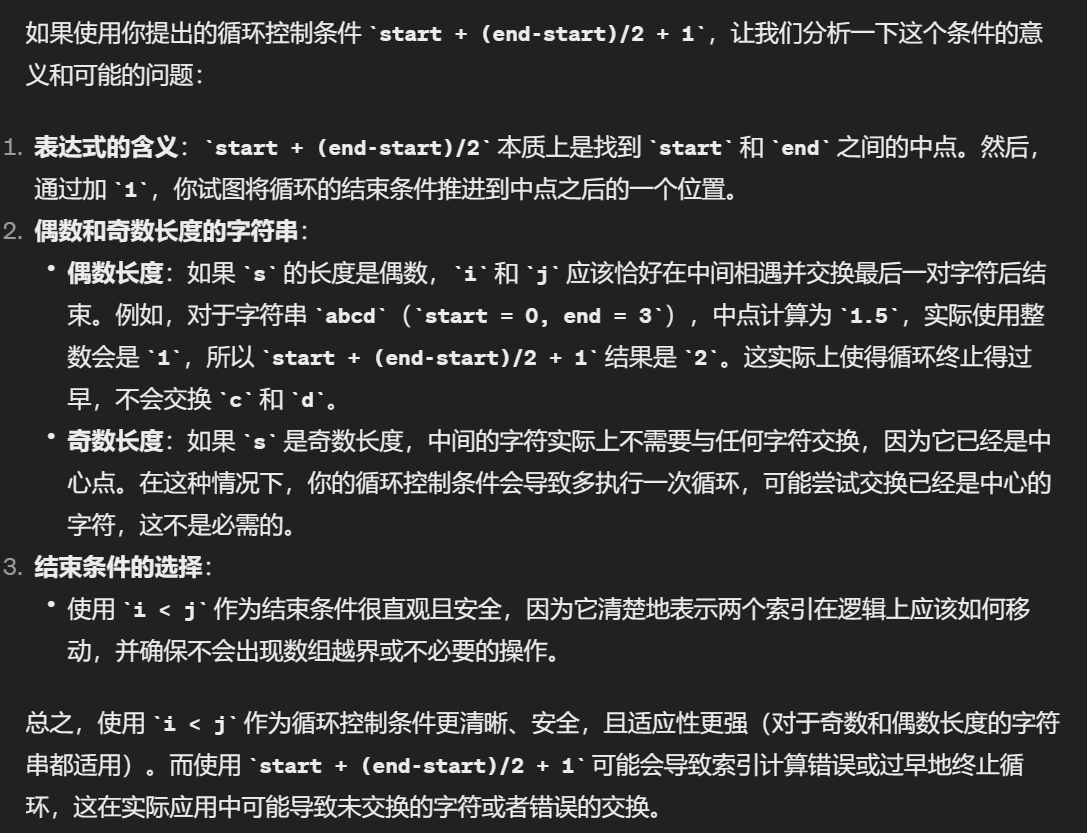 如果使用你提出的循环控制条件 `start + (end-start)/2 + 1`，让我们分析一下这个条件的意
义和可能的问题：
1. 表达式的含义：`start + (end-start)/2` 本质上是找到 `start` 和 `end` 之间的中点。然后，
通过加 `1`，你试图将循环的结束条件推进到中点之后的一个位置。
2. 偶数和奇数长度的字符串：
• 偶数长度：如果 `s` 的长度是偶数，`i` 和 `j` 应该恰好在中间相遇并交换最后一对字符后结
束。例如，对于字符串 `abcd`（`start = 0, end = 3`），中点计算为 `1.5`，实际使用整
数会是 `1`，所以 `start + (end-start)/2 + 1` 结果是 `2`。这实际上使得循环终止得过
早，不会交换 `c` 和 `d`。
• 奇数长度：如果 `s` 是奇数长度，中间的字符实际上不需要与任何字符交换，因为它已经是中
心点。在这种情况下，你的循环控制条件会导致多执行一次循环，可能尝试交换已经是中心的
字符，这不是必需的。
3. 结束条件的选择：
• 使用 `i < j` 作为结束条件很直观且安全，因为它清楚地表示两个索引在逻辑上应该如何移
动，并确保不会出现数组越界或不必要的操作。
总之，使用 `i < j` 作为循环控制条件更清晰、安全，且适应性更强（对于奇数和偶数长度的字符
串都适用）。而使用 `start + (end-start)/2 + 1` 可能会导致索引计算错误或过早地终止循
环，这在实际应用中可能导致未交换的字符或者错误的交换。